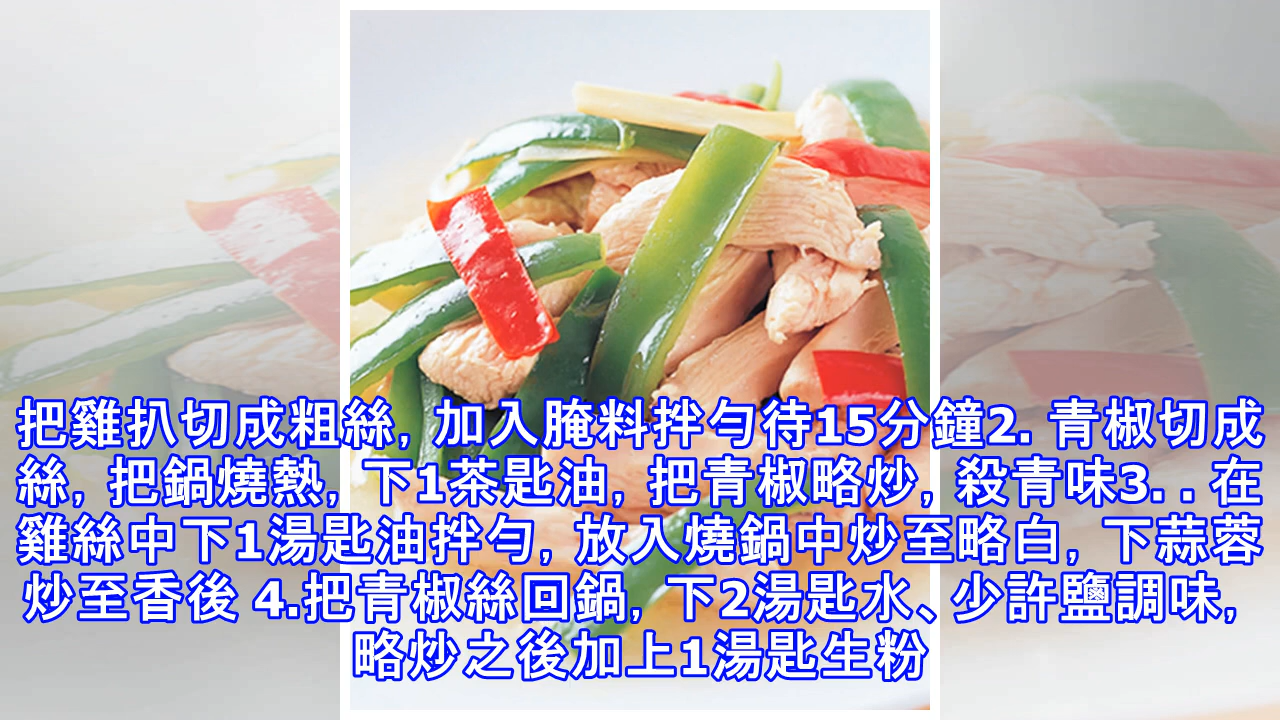 把雞扒切成粗絲, 加入腌料拌勻待15分鐘2. 青椒切成
絲, 把鍋燒熱, 下1茶匙油, 把青椒略炒, 殺青味3. . 在
雞絲中下1湯匙油拌勻, 放入燒鍋中炒至略白, 下蒜蓉
炒至香後 4.把青椒絲回鍋, 下2湯匙水、少許鹽調味,
略炒之後加上1湯匙生粉